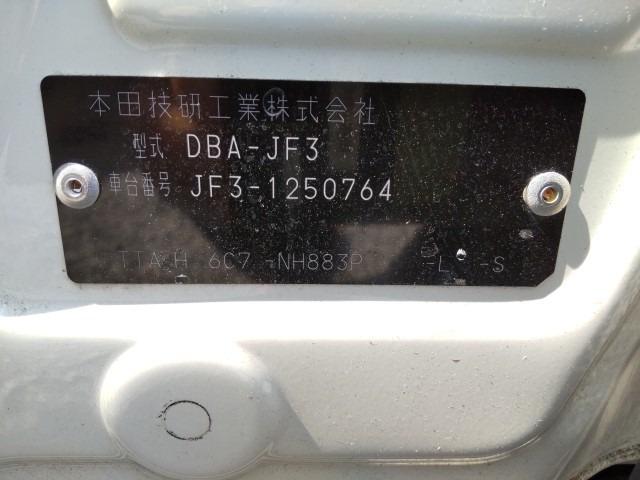 本田技研工業株式会社
型式 DBA-JF3
車台番号 JF3-1250764
TTA H 6C7 -NH883P -L -S